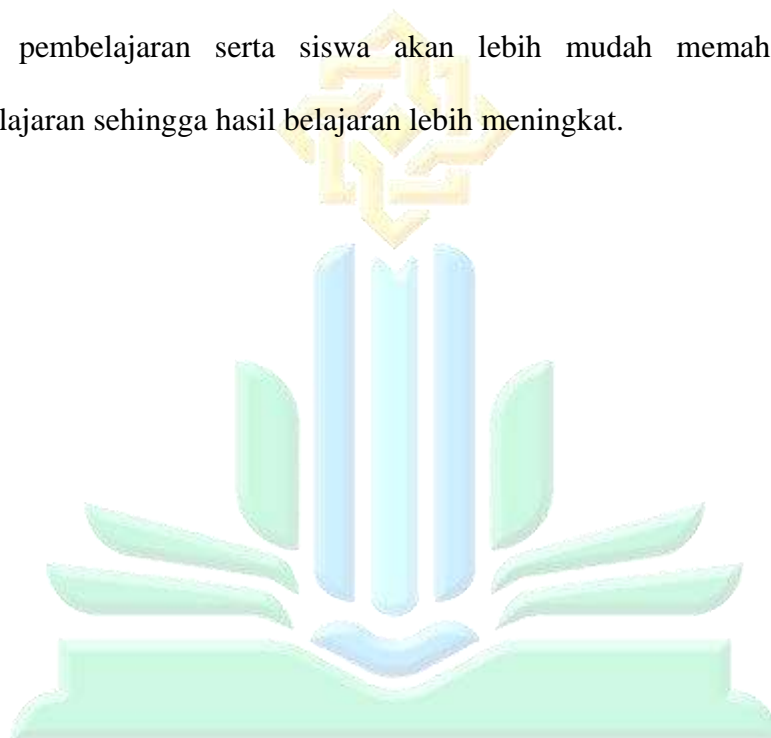 pembelajaran serta siswa akan lebih mudah memah
lajaran sehingga hasil belajaran lebih meningkat.